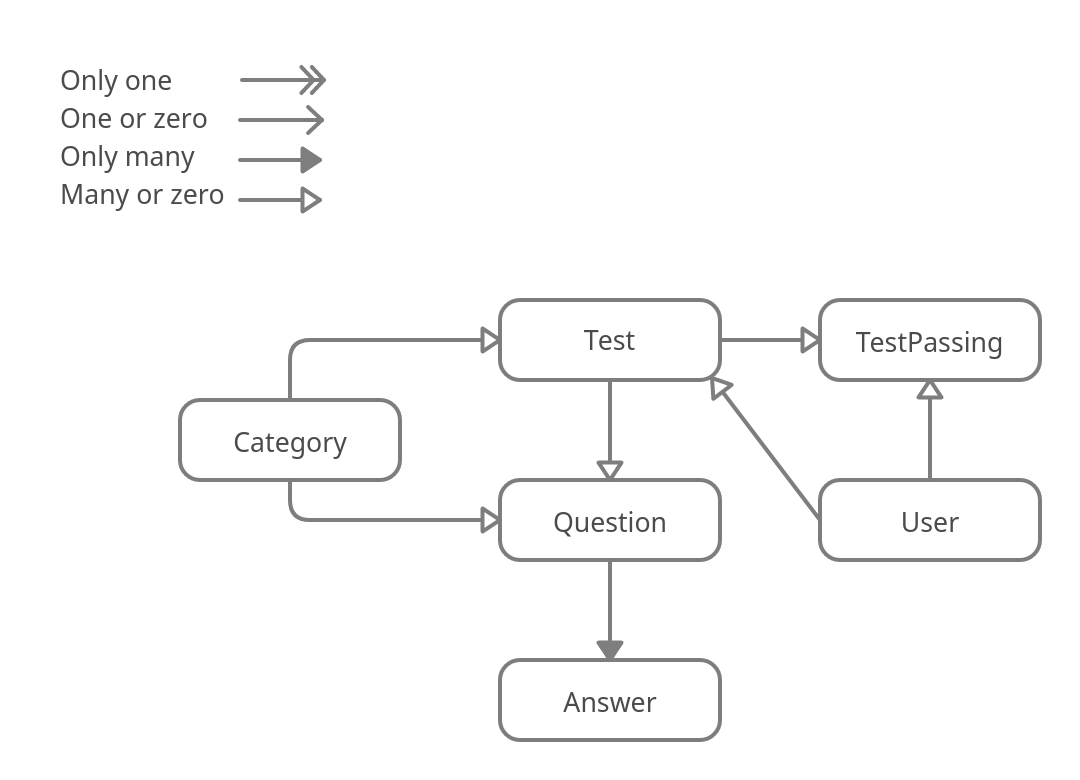 Only one
One or zero
Only many
Many or zero
Test
TestPassing
Category
Question
User
Answer